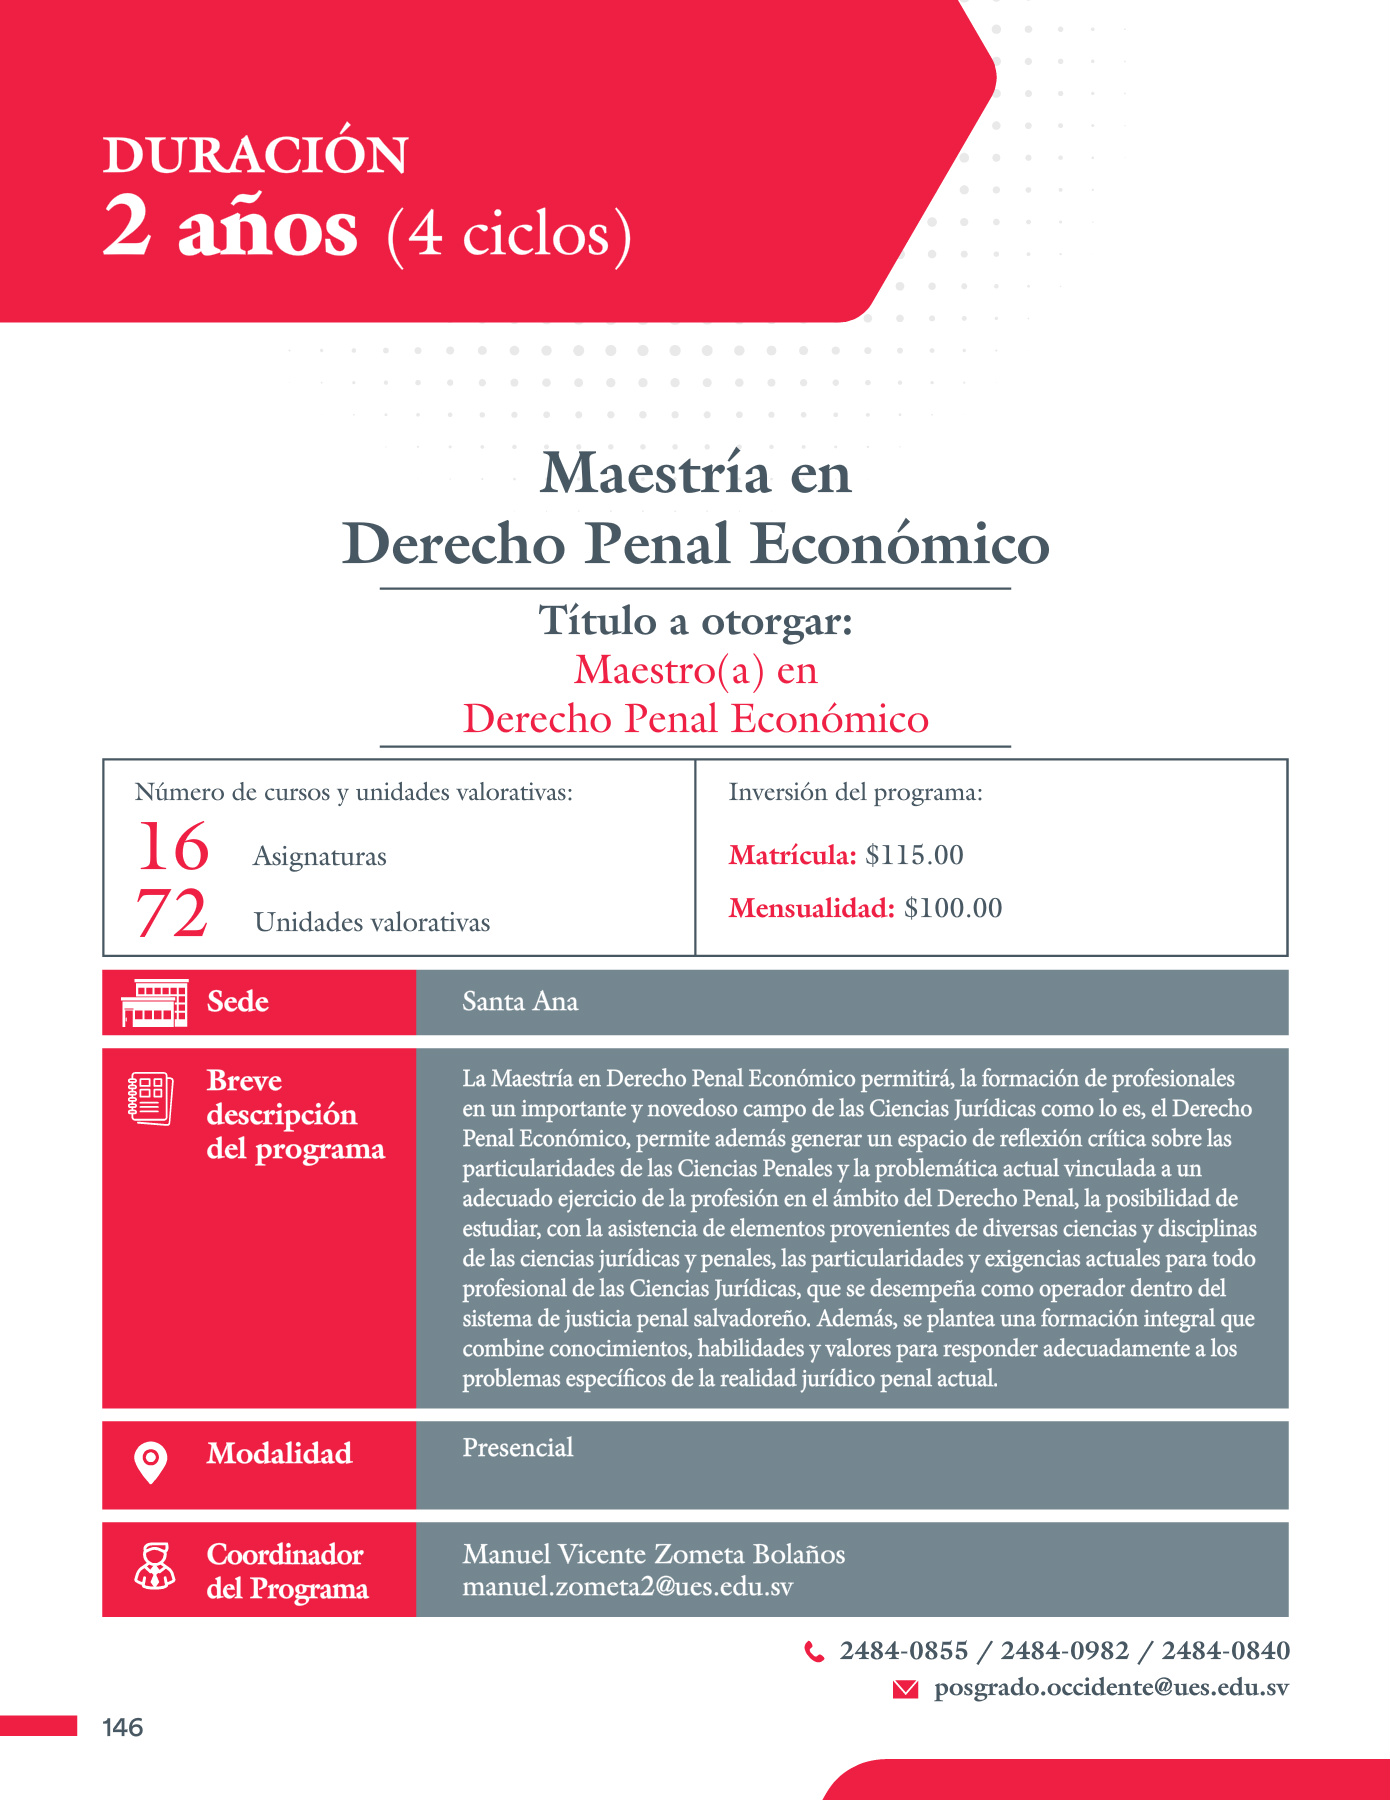 DURACIÓN
2 años (4 ciclos)
Maestría en
Derecho Penal Económico
Título a otorgar:
Maestro(a) en
Derecho Penal Económico
Número de cursos y unidades valorativas:
16 Asignaturas
72 Unidades valorativas
Inversión del programa:
Matrícula: $115.00
Mensualidad: $100.00
Sede
Santa Ana
Breve
descripción
del programa
La Maestría en Derecho Penal Económico permitirá, la formación de profesionales
en un importante y novedoso campo de las Ciencias Jurídicas como lo es, el Derecho
Penal Económico, permite además generar un espacio de reflexión crítica sobre las
particularidades de las Ciencias Penales y la problemática actual vinculada a un
adecuado ejercicio de la profesión en el ámbito del Derecho Penal, la posibilidad de
estudiar, con la asistencia de elementos provenientes de diversas ciencias y disciplinas
de las ciencias jurídicas y penales, las particularidades y exigencias actuales para todo
profesional de las Ciencias Jurídicas, que se desempeña como operador dentro del
sistema de justicia penal salvadoreño. Además, se plantea una formación integral que
combine conocimientos, habilidades y valores para responder adecuadamente a los
problemas específicos de la realidad jurídico penal actual.
Modalidad
Presencial
Coordinador
del Programa
Manuel Vicente Zometa Bolaños
manuel.zometa2@ues.edu.sv
2484-0855 / 2484-0982 / 2484-0840
posgrado.occidente@ues.edu.sv
146